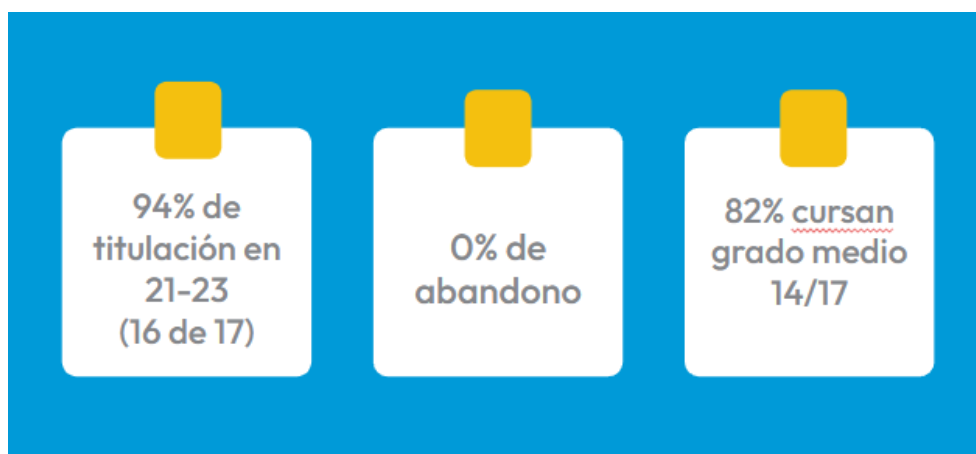 94% de
titulación en
21-23
(16 de 17)
0% de
abandono
82% cursan
grado medio
14/17